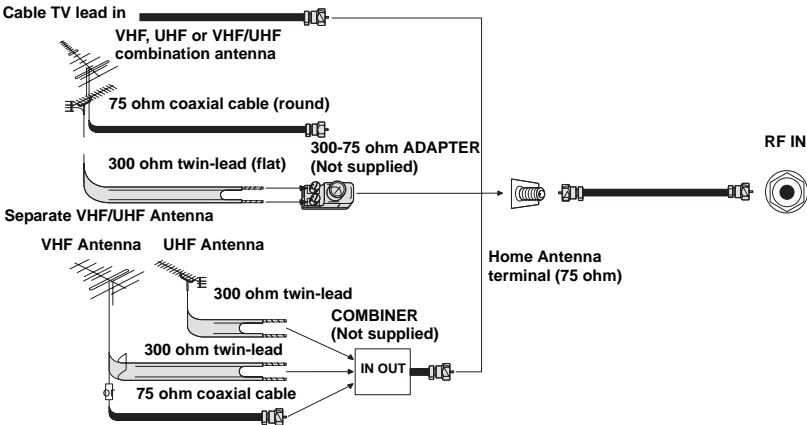 Cable TV lead in
VHF, UHF or VHF/UHF
combination antenna
75 ohm coaxial cable (round)
300-75 ohm ADAPTER
(Not supplied)
300 ohm twin-lead (flat)
RF IN
Separate VHF/UHF Antenna
VHF Antenna
UHF Antenna
Home Antenna
terminal (75 ohm)
300 ohm twin-lead
COMBINER
(Not supplied)
300 ohm twin-lead
IN OUT
75 ohm coaxial cable